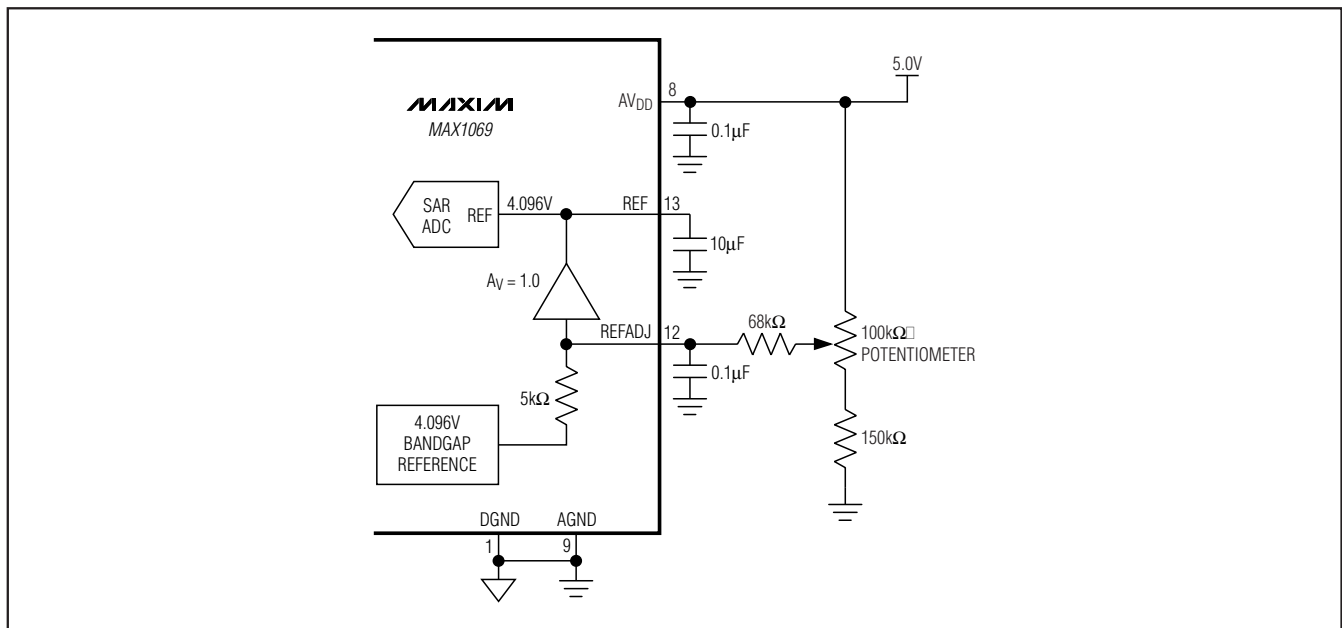 5.0V
8
AVDD
MAXIM
MAX1069
0.1µF
SAR
ADC
REF
4.096V
REF
13
10µF
AV = 1.0
68kΩ
REFADJ
12
100kΩ□
POTENTIOMETER
0.1µF
5kΩ
4.096V
BANDGAP
REFERENCE
150kΩ
DGND
AGND
1
9